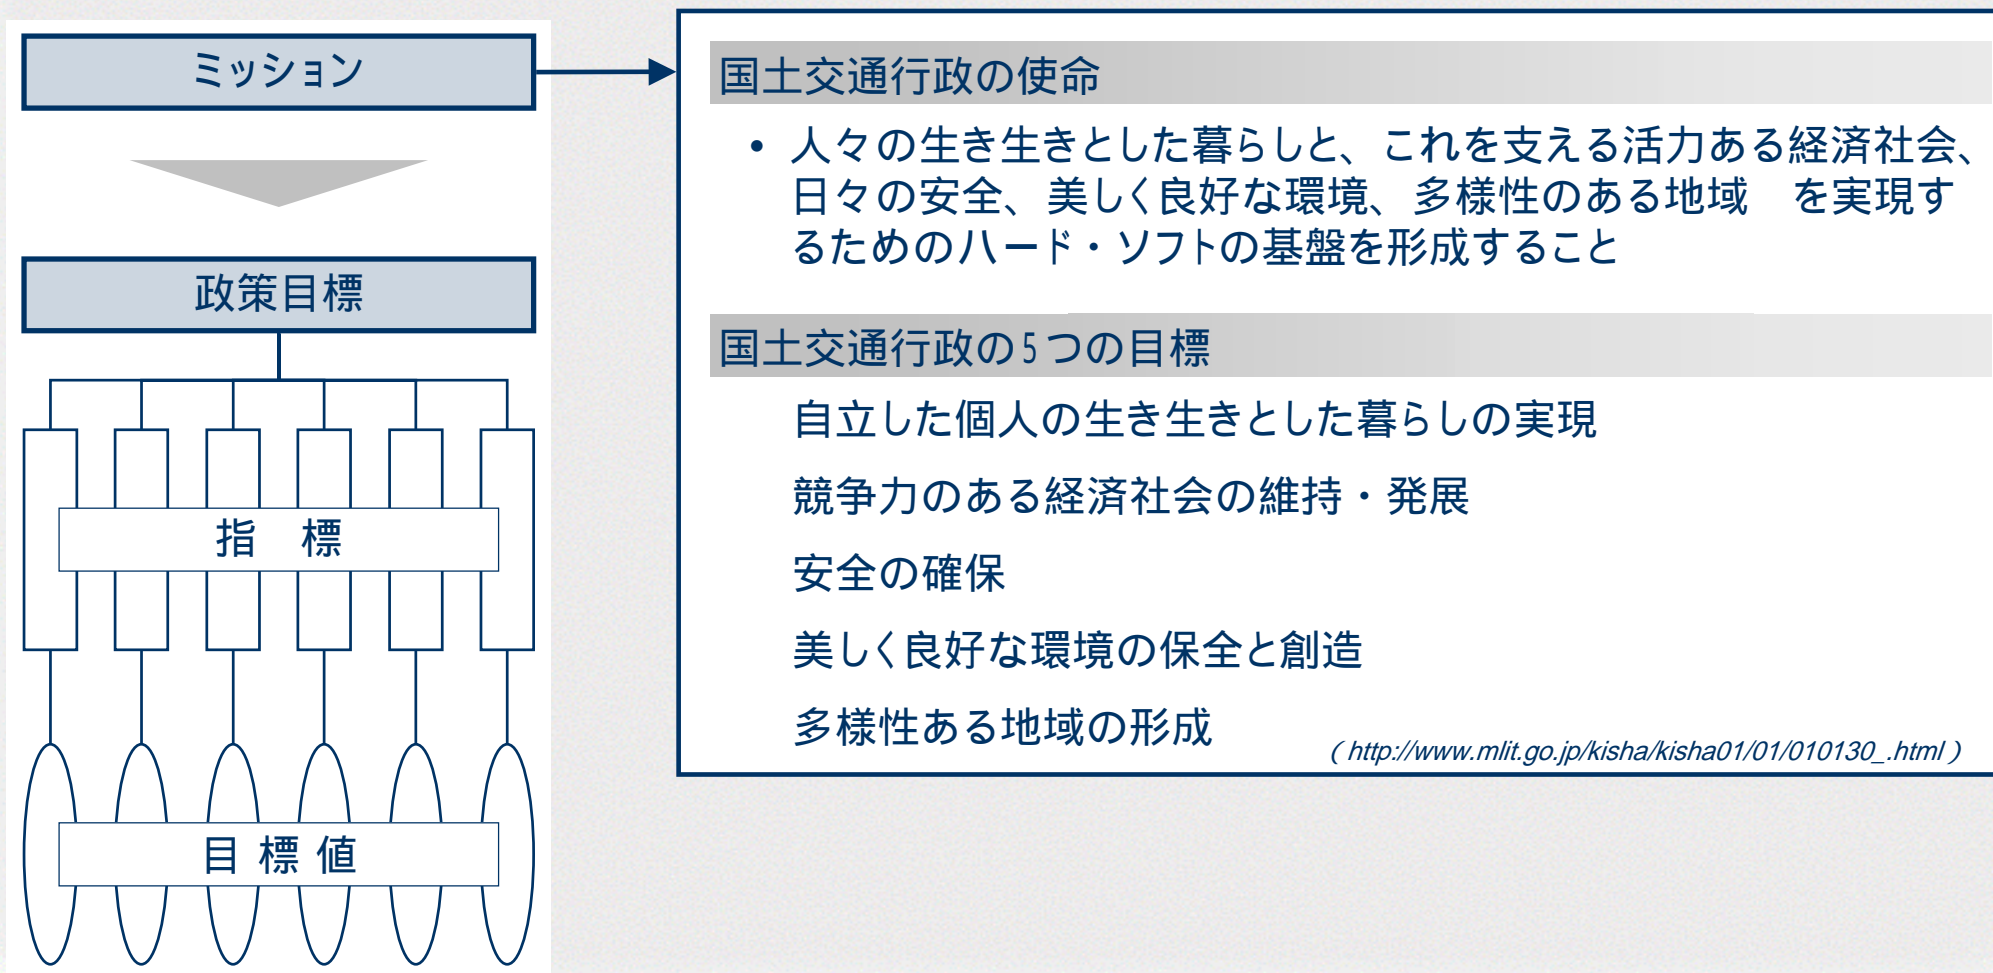 ミッション
政策目標
指　標
目 標 値
国土交通行政の使命
• 人々の生き生きとした暮らしと、これを支える活力ある経済社会、
日々の安全、美しく良好な環境、多様性のある地域　を実現す
るためのハード・ソフトの基盤を形成すること
国土交通行政の5つの目標
自立した個人の生き生きとした暮らしの実現
競争力のある経済社会の維持・発展
安全の確保
美しく良好な環境の保全と創造
多様性ある地域の形成
( http://www.mlit.go.jp/kisha/kisha01/01/010130_.html )